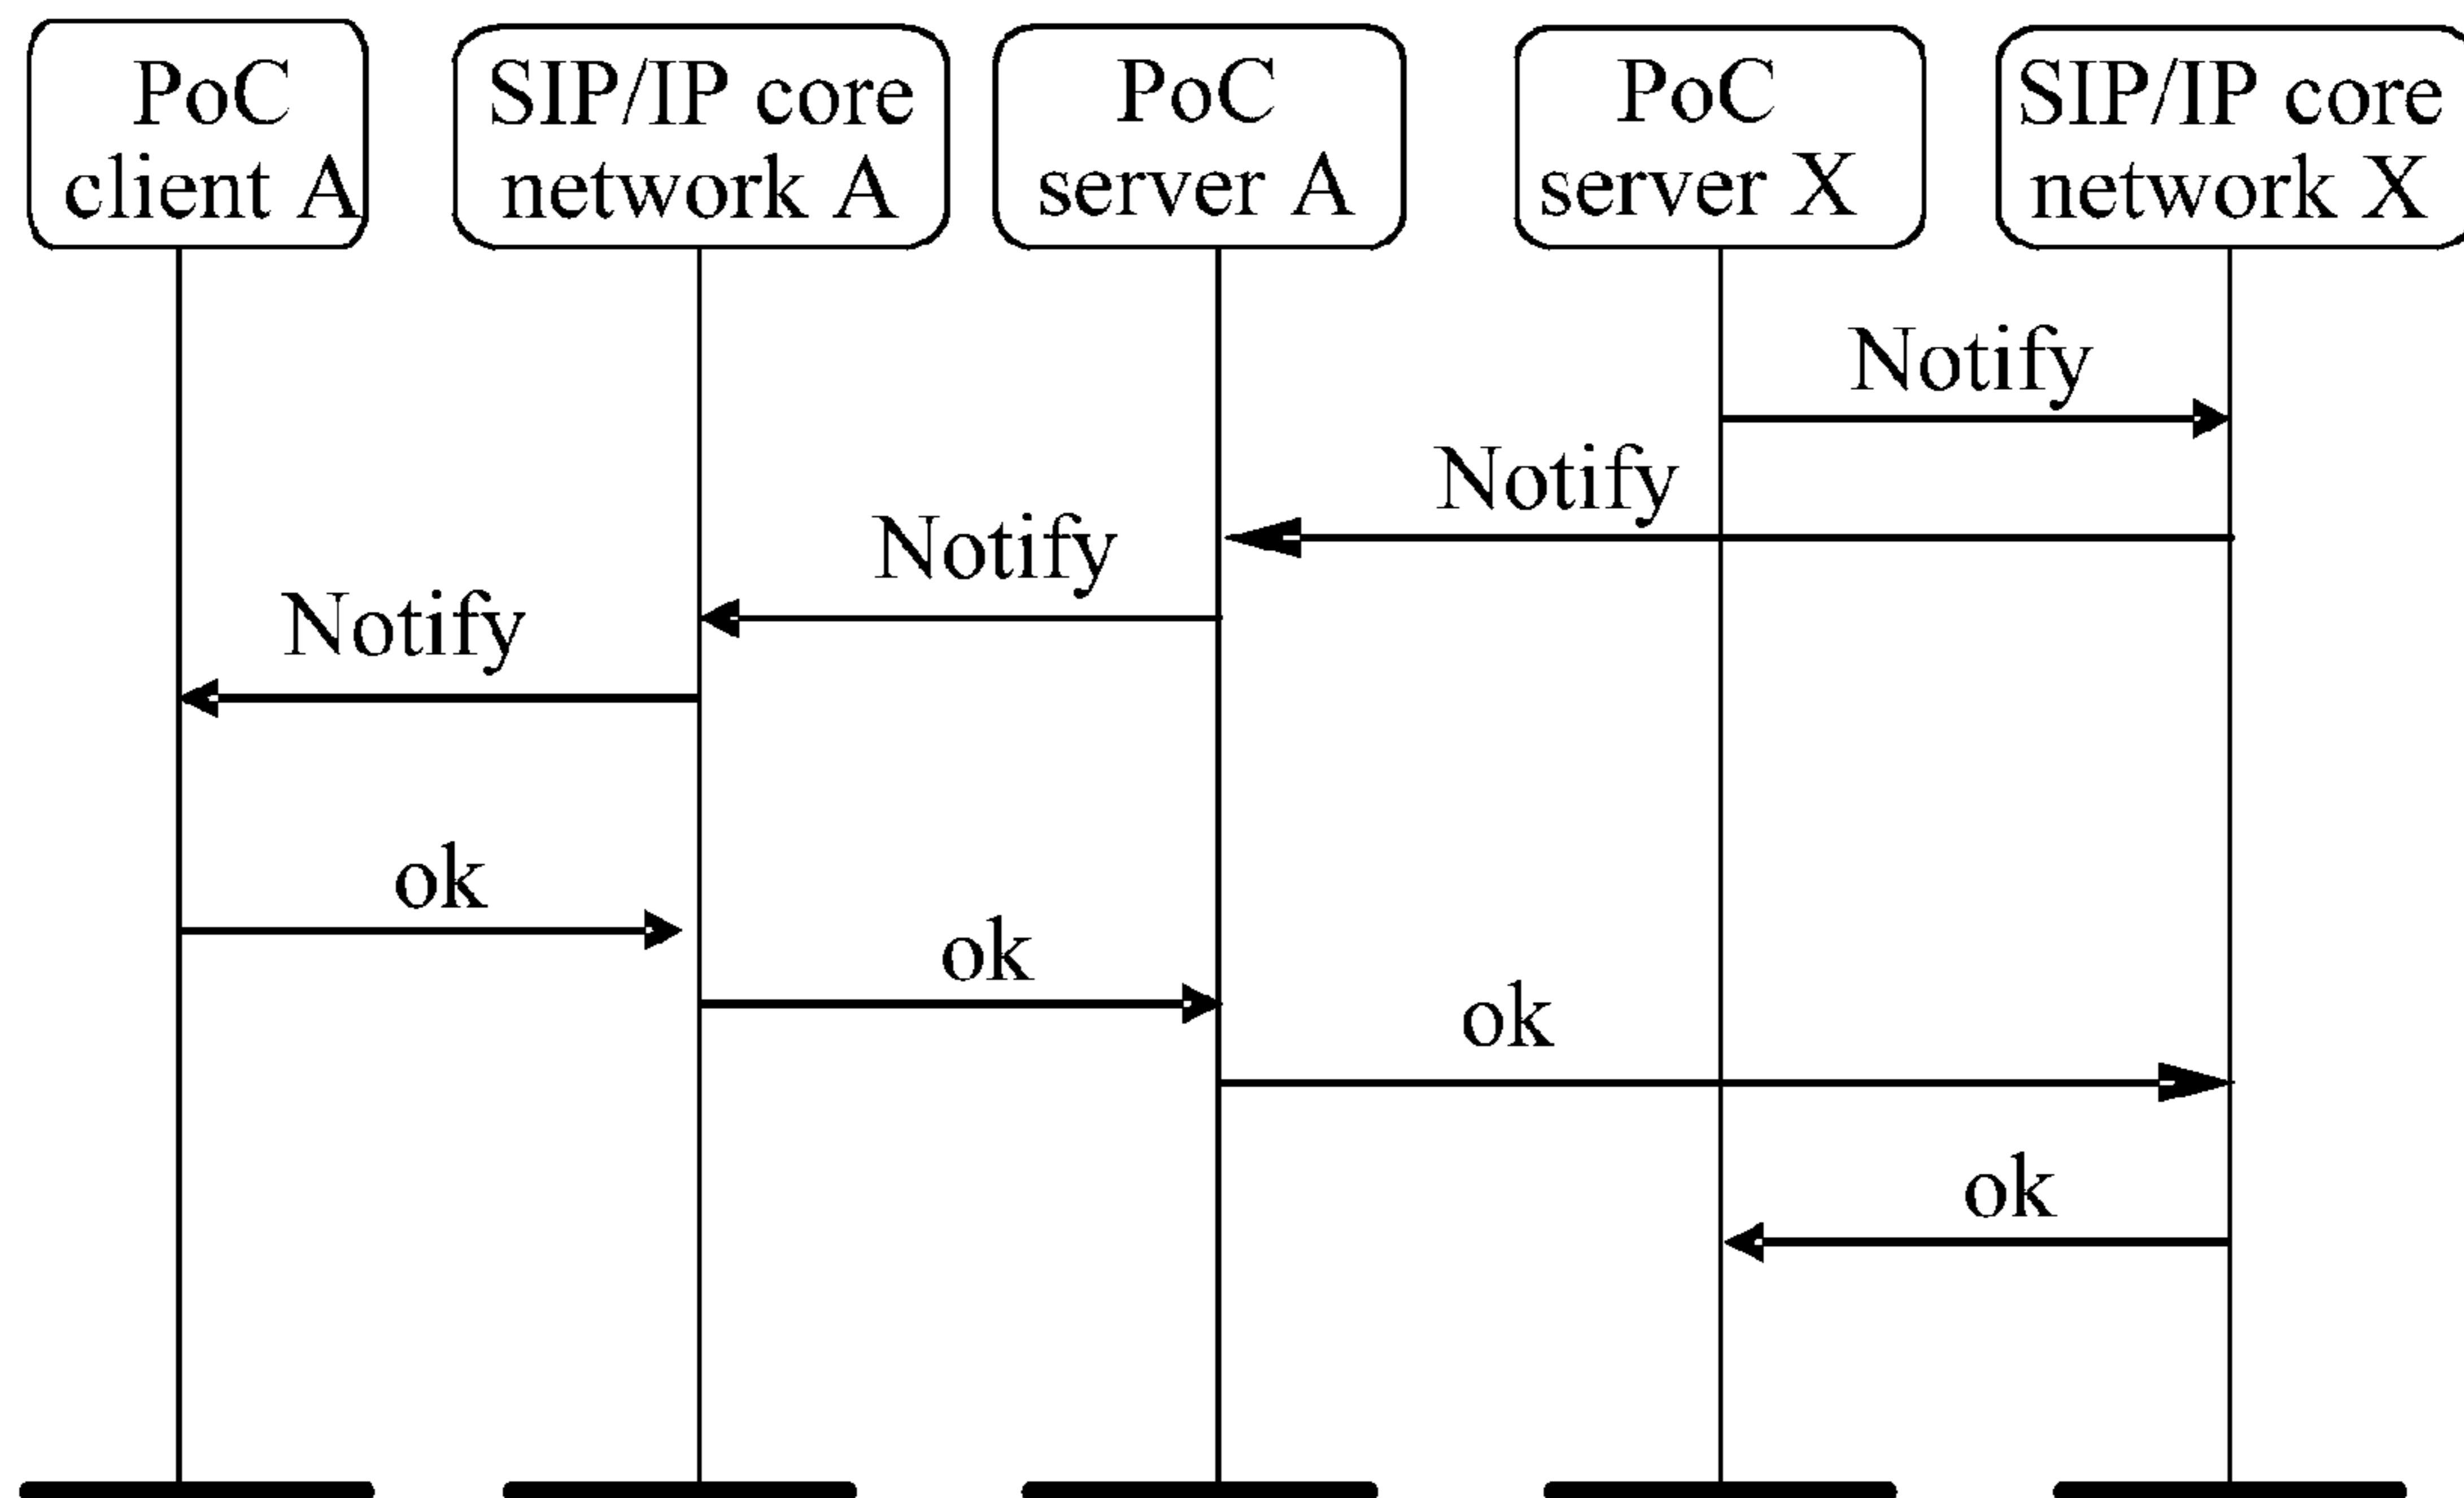 PoC
client A
SIP/IP core
network A
PoC
server A
PoC
server X
SIP/IP core
network X
Notify
Notify
Notify
Notify
ok
ok
ok
ok